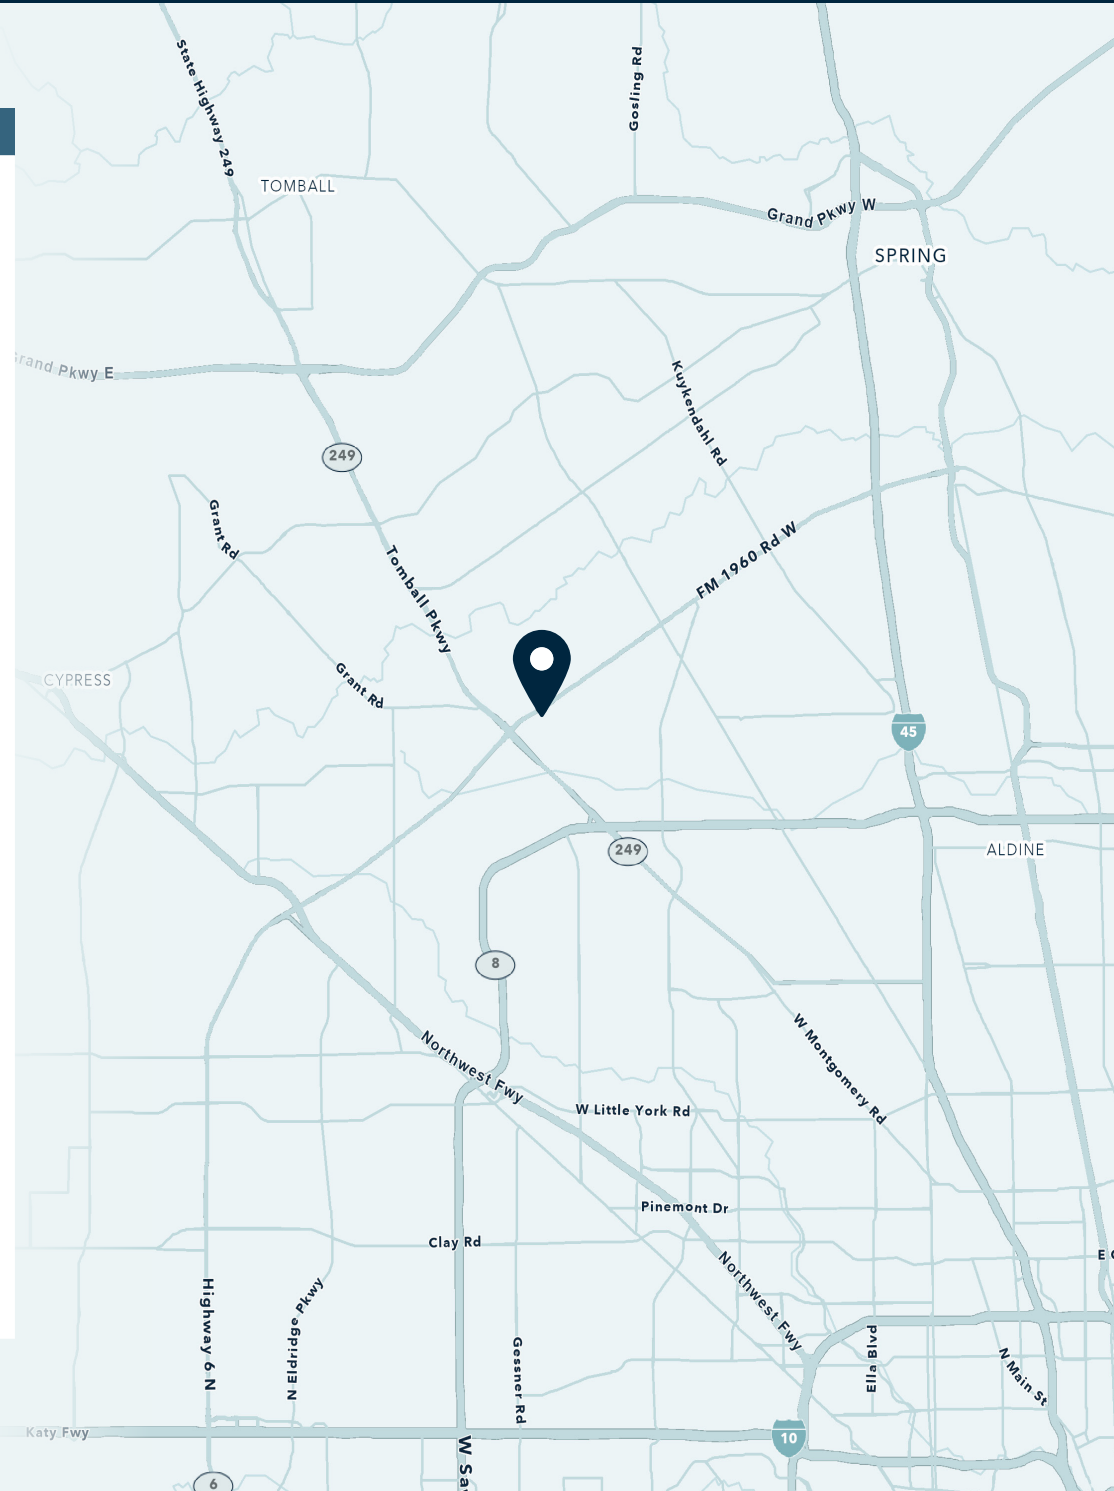 State Highway 249
Gosling Rd
TOMBALL
Grand Pkwy W
SPRING
Grand Pkwy E
Kuykendahl Rd
249
Grant Rd
FM 1960 Rd W
Tomball Pkwy
Grant Rd
CYPRESS
45
249
ALDINE
8
W Montgomery Rd
Northwest Fwy
W Little York Rd
Pinemont Dr
Clay Rd
Northwest Fwy
Highway 6 N
N Eldridge Pkwy
Gessner Rd
Ella Blvd
N Main St
Katy Fwy
10
W
6